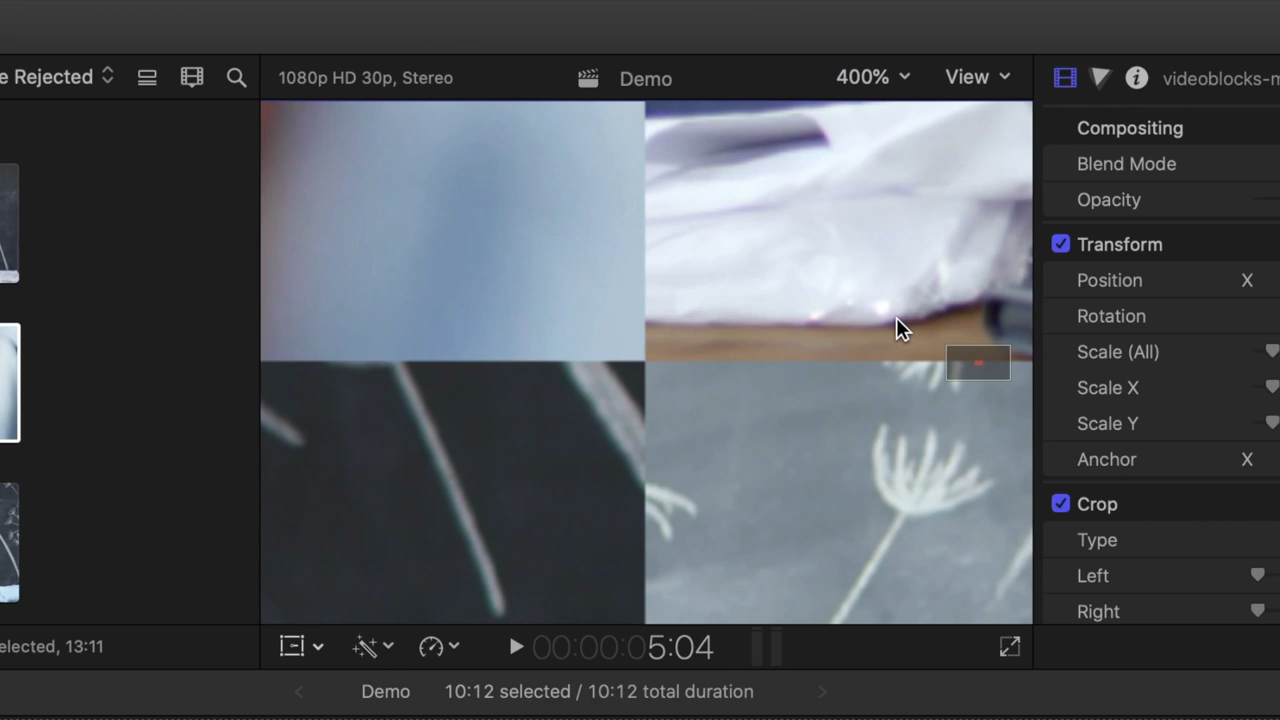 e Rejected
1080p HD 30p, Stereo
Demo
400%
View
videoblocks-m
Compositing
Blend Mode
Opacity
Transform
Position X
Rotation
Scale (All)
Scale X
Scale Y
Anchor X
Crop
Type
Left
Right
elected, 13:11
00:00:05:04
Demo
10:12 selected / 10:12 total duration